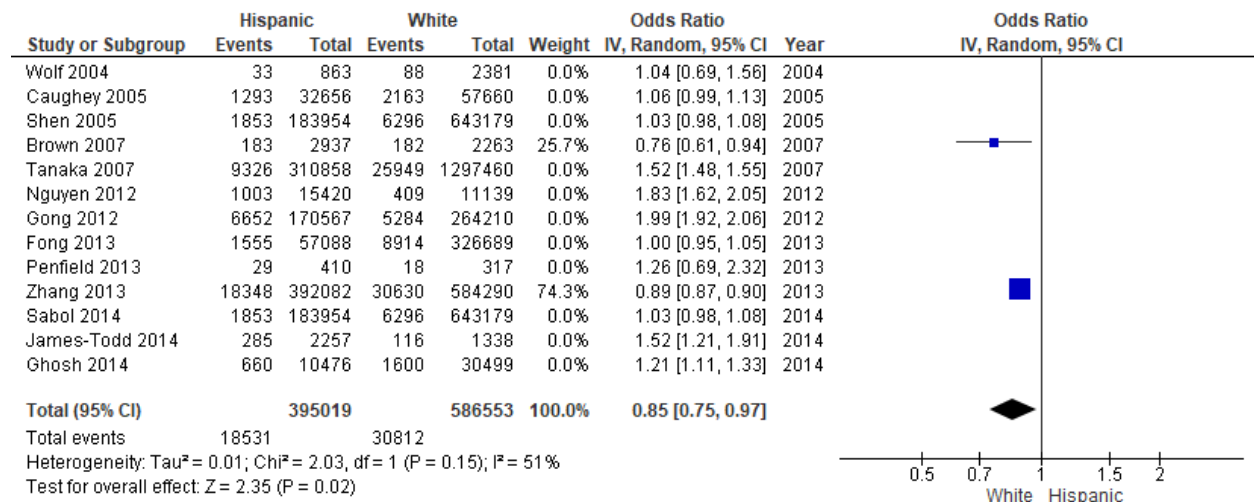 Hispanic White Odds Ratio Odds Ratio
Study or Subgroup Events Total Events Total Weight IV, Random, 95% CI Year IV, Random, 95% CI
Wolf 2004 33 863 88 2381 0.0% 1.04 [0.69, 1.56] 2004
Caughey 2005 1293 32656 2163 57660 0.0% 1.06 [0.99, 1.13] 2005
Shen 2005 1853 183954 6296 643179 0.0% 1.03 [0.98, 1.08] 2005
Brown 2007 183 2937 182 2263 25.7% 0.76 [0.61, 0.94] 2007
Tanaka 2007 9326 310858 25949 1297460 0.0% 1.52 [1.48, 1.55] 2007
Nguyen 2012 1003 15420 409 11139 0.0% 1.83 [1.62, 2.05] 2012
Gong 2012 6652 170567 5284 264210 0.0% 1.99 [1.92, 2.06] 2012
Fong 2013 1555 57088 8914 326689 0.0% 1.00 [0.95, 1.05] 2013
Penfield 2013 29 410 18 317 0.0% 1.26 [0.69, 2.32] 2013
Zhang 2013 18348 392082 30630 584290 74.3% 0.89 [0.87, 0.90] 2013
Sabol 2014 1853 183954 6296 643179 0.0% 1.03 [0.98, 1.08] 2014
James-Todd 2014 285 2257 116 1338 0.0% 1.52 [1.21, 1.91] 2014
Ghosh 2014 660 10476 1600 30499 0.0% 1.21 [1.11, 1.33] 2014
Total (95% CI) 395019 586553 100.0% 0.85 [0.75, 0.97]
Total events 18531 30812
Heterogeneity: Tau² = 0.01; Chi² = 2.03, df = 1 (P = 0.15); I² = 51%
Test for overall effect: Z = 2.35 (P = 0.02)
0.5 0.7 1 1.5 2
White Hispanic